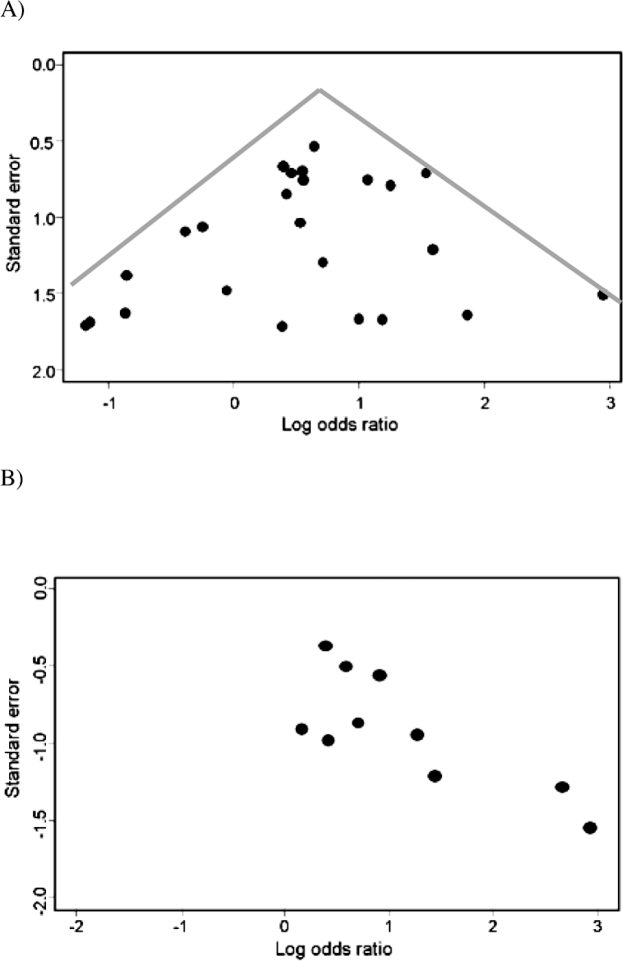 A)
0.0
0.5
1.0
1.5
2.0
Standard error
-1 0 1 2 3
Log odds ratio
B)
0.0
-0.5
-1.0
-1.5
-2.0
Standard error
-2 -1 0 1 2 3
Log odds ratio